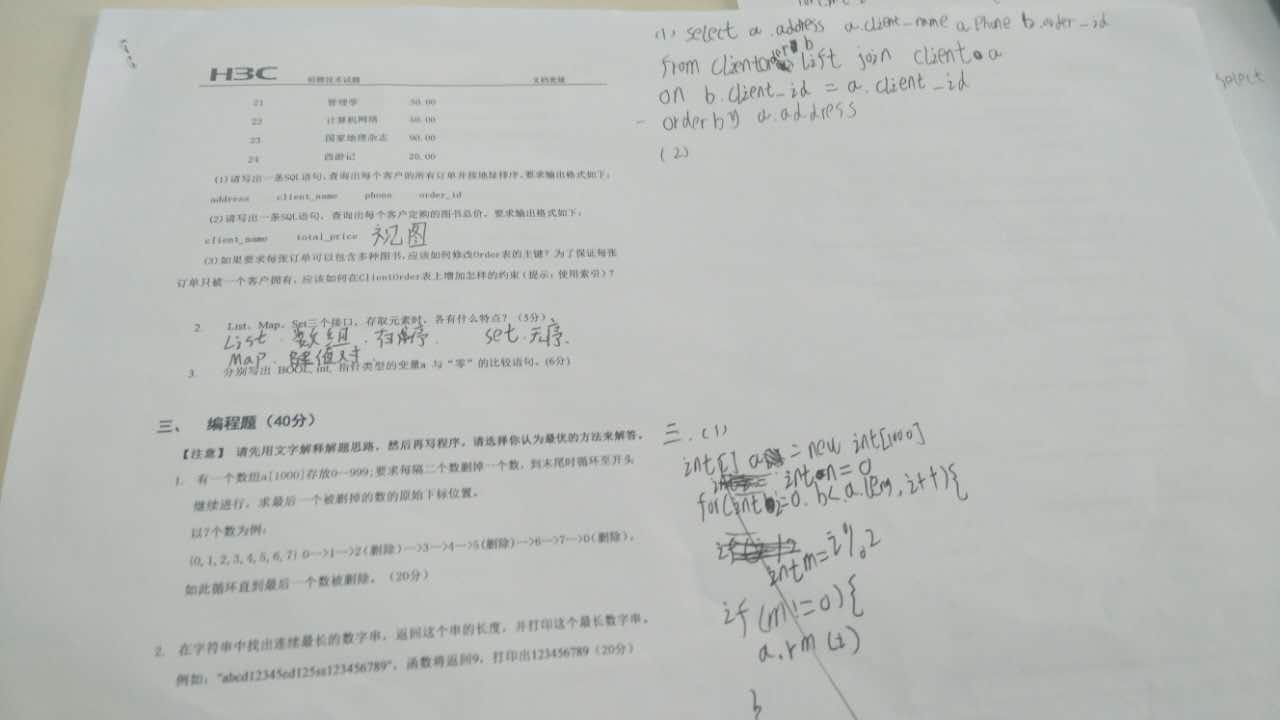 H3C 招聘技术试题 文档密级
21 管理学 50.00
22 计算机网络 40.00
23 国家地理杂志 90.00
24 西游记 20.00
(1)请写出一条SQL语句,查询出每个客户的所有订单并按地址排序,要求输出格式如下:
address client_name phone order_id
(2)请写出一条SQL语句,查询出每个客户定购的图书总价,要求输出格式如下:
client_name total_price 视图
(3)如果要求每张订单可以包含多种图书,应该如何修改Order表的主键?为了保证每张
订单只被一个客户拥有,应该如何在ClientOrder表上增加怎样的约束(提示:使用索引)?
2. List、Map、Set三个接口,存取元素时,各有什么特点?(5分)
List.数组.有序. set.无序.
Map.键值对.
3. 分别写出 BOOL, int, 指针类型的变量a 与“零”的比较语句。(6分)
三、 编程题(40分)
【注意】 请先用文字解释解题思路,然后再写程序。请选择你认为最优的方法来解答。
1. 有一个数组a[1000]存放0--999;要求每隔二个数删掉一个数,到末尾时循环至开头
继续进行,求最后一个被删掉的数的原始下标位置。
以7个数为例:
{0,1,2,3,4,5,6,7} 0-->1-->2(删除)-->3-->4-->5(删除)-->6-->7-->0(删除),
如此循环直到最后一个数被删除。(20分)
2. 在字符串中找出连续最长的数字串,返回这个串的长度,并打印这个最长数字串。
例如:"abcd12345ed125ss123456789",函数将返回9,打印出123456789(20分)
(1) select a.address a.client_name a.phone b.order_id
from clientorder b List join client a
on b.client_id = a.client_id
order by a.address
(2)
select
三.(1)
int[] a = new int[1000]
int n = 0
for(int i=0. b<a.len, i++){
int m = i%2
if(m!=0){
a.rm(i)
}